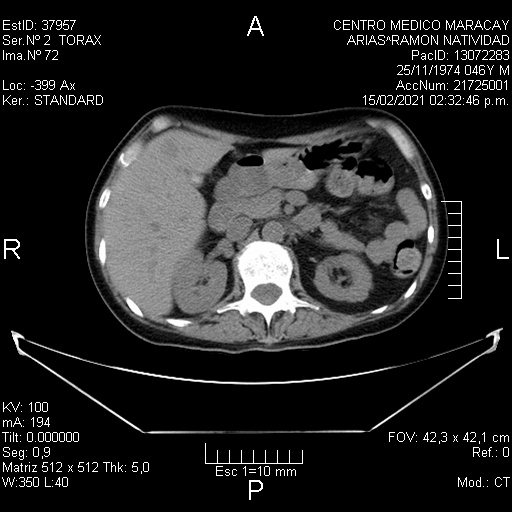 EstID: 37957
Ser.Nº 2 TORAX
Ima.Nº 72
Loc: -399 Ax
Ker.: STANDARD
A
CENTRO MEDICO MARACAY
ARIAS^RAMON NATIVIDAD
PacID: 13072283
25/11/1974 046Y M
AccNum: 21725001
15/02/2021 02:32:46 p.m.
R
L
KV: 100
mA: 194
Tilt: 0.000000
Seg: 0,9
Matriz 512 x 512 Thk: 5,0
W:350 L:40
Esc 1=10 mm
P
FOV: 42,3 x 42,1 cm
Ref.: 0
Mod.: CT